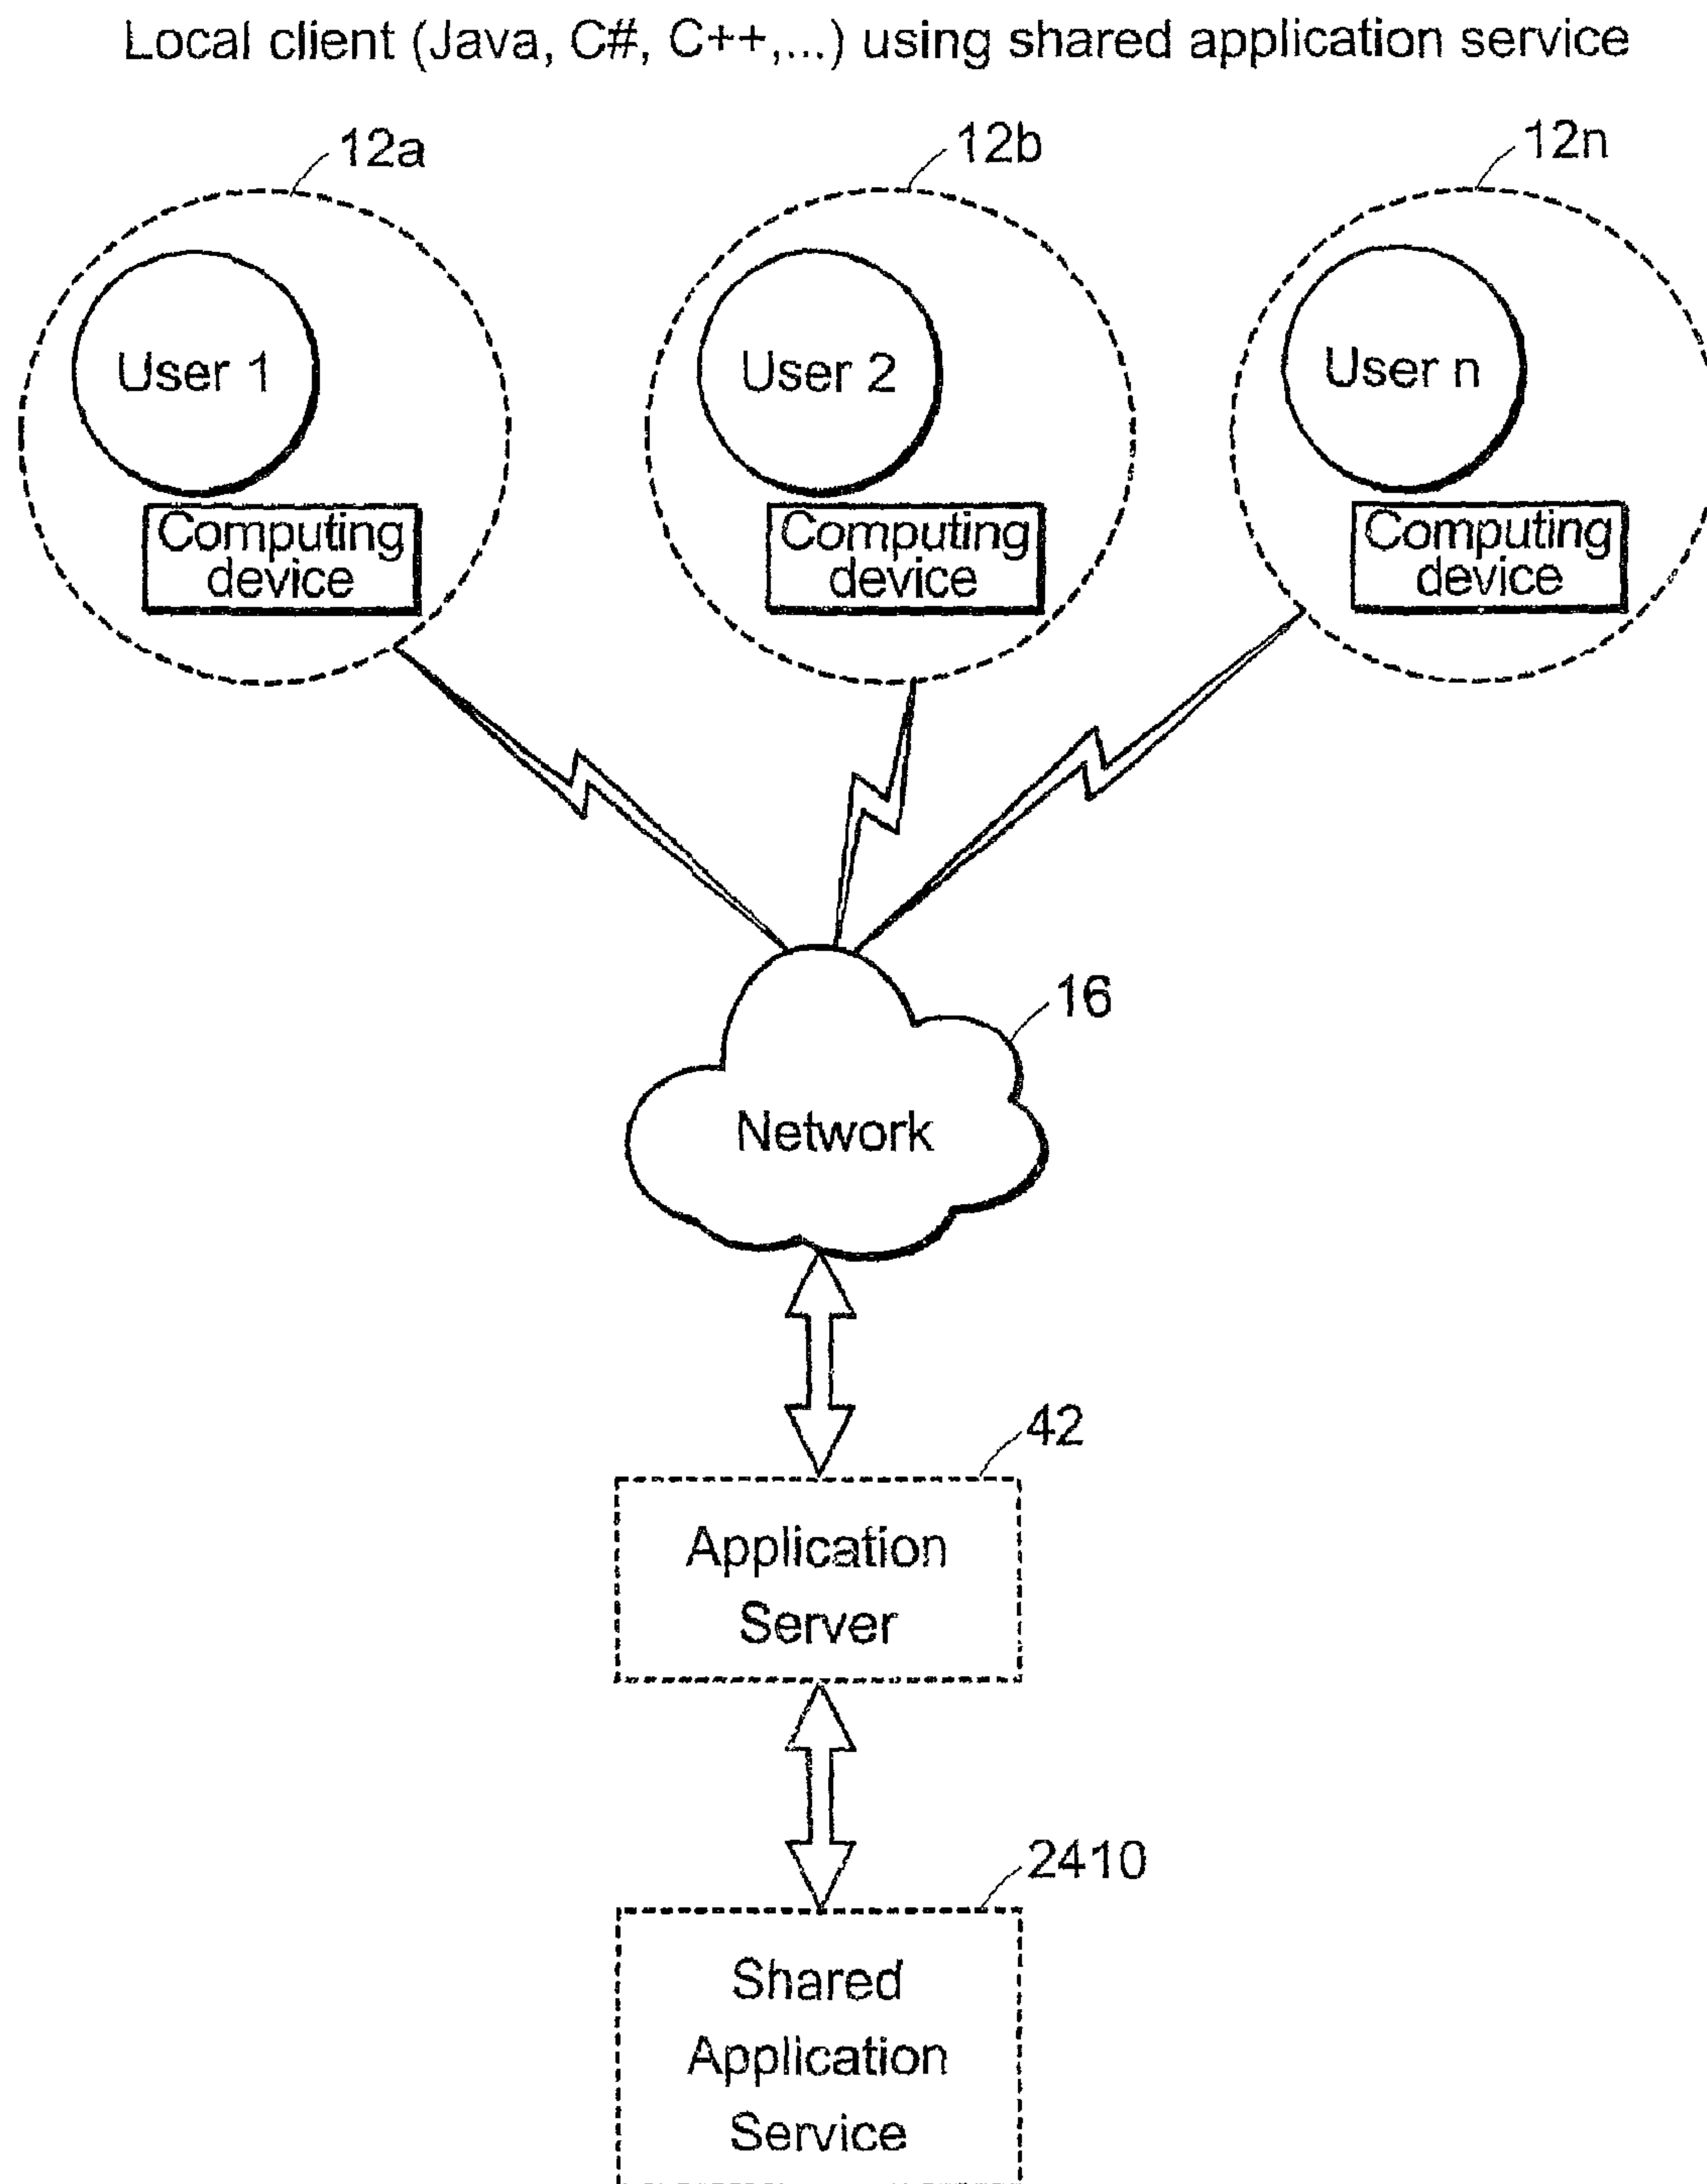 Local client (Java, C#, C++,...) using shared application service
12a
12b
12n
User 1
User 2
User n
Computing
device
Computing
device
Computing
device
16
Network
42
Application
Server
2410
Shared
Application
Service